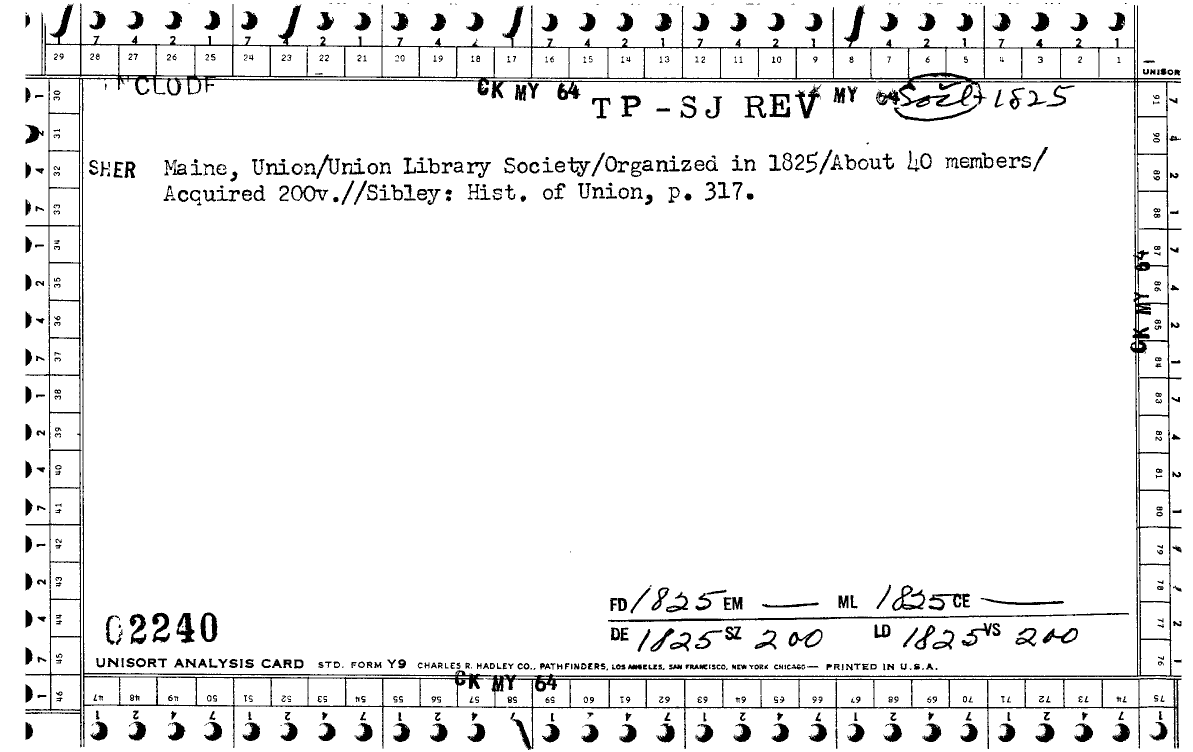 7 4 2 1 7 4 2 1 7 4 2 1 7 4 2 1 7 4 2 1 7 4 2 1 7 4 2 1
29 28 27 26 25 24 23 22 21 20 19 18 17 16 15 14 13 12 11 10 9 8 7 6 5 4 3 2 1
UNISOR
CK MY 64 TP-SJ REV MY 64 Socl-1825
SHER Maine, Union/Union Library Society/Organized in 1825/About 40 members/
Acquired 200v.//Sibley: Hist. of Union, p. 317.
30 31 32 33 34 35 36 37 38 39 40 41 42 43 44 45 46
91 90 89 88 87 86 85 84 83 82 81 80 79 78 77 76
CK MY 64
FD 1825 EM — ML 1825 CE —
02240
DE 1825 SZ 200 LD 1825 VS 200
UNISORT ANALYSIS CARD STD. FORM Y9 CHARLES R. HADLEY CO., PATHFINDERS, LOS ANGELES, SAN FRANCISCO, NEW YORK CHICAGO — PRINTED IN U.S.A.
CK MY 64
47 48 49 50 51 52 53 54 55 56 57 58 59 60 61 62 63 64 65 66 67 68 69 70 71 72 73 74 75